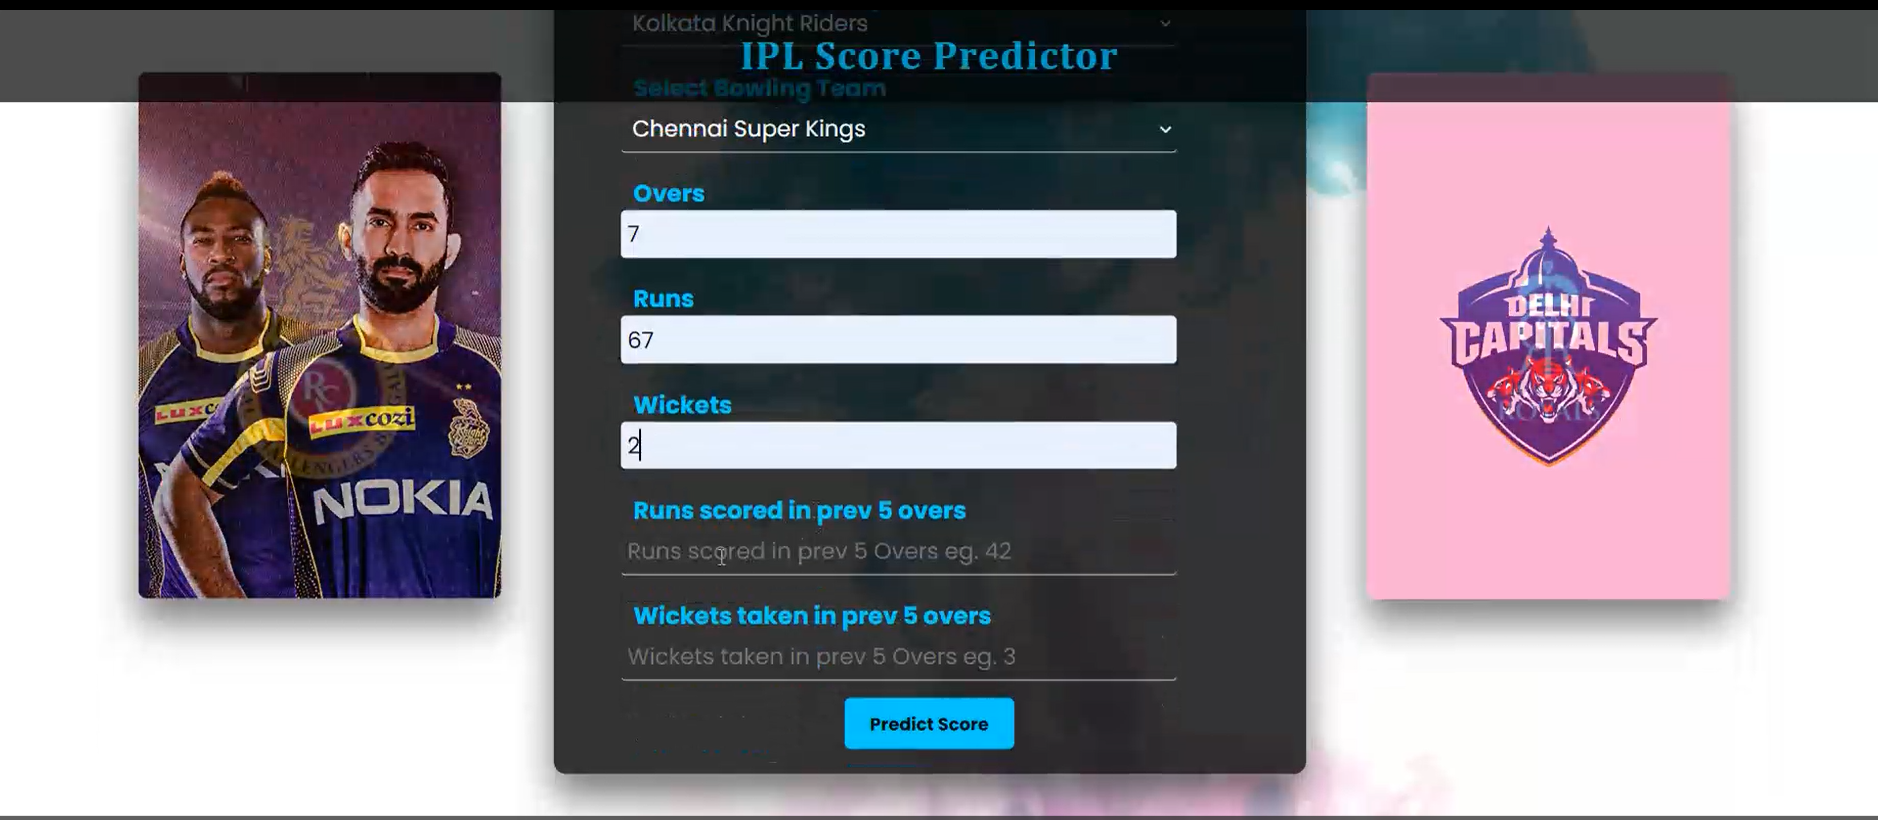 Kolkata Knight Riders
IPL Score Predictor
Select Bowling Team
Chennai Super Kings
Overs
7
Runs
67
Wickets
2
Runs scored in prev 5 overs
Runs scored in prev 5 Overs eg. 42
Wickets taken in prev 5 overs
Wickets taken in prev 5 Overs eg. 3
Predict Score
Lux cozi
NOKIA
DELHI
CAPITALS
ROYALS